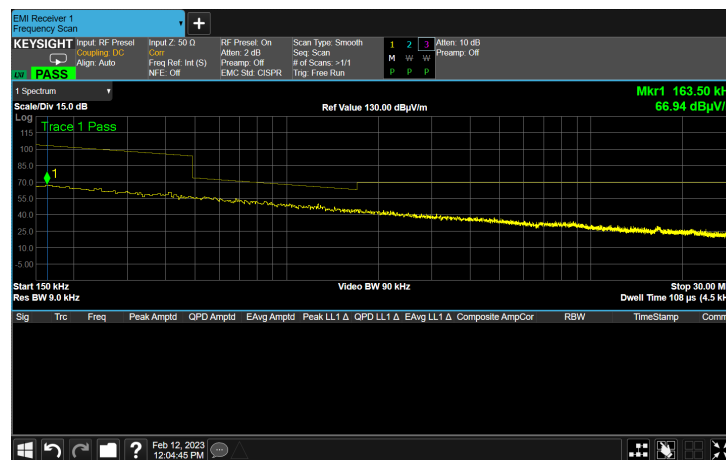 EMI Receiver 1
Frequency Scan
+
KEYSIGHT
LXI
PASS
Input: RF Presel
Coupling: DC
Align: Auto
Input Z: 50 Ω
Corr
Freq Ref: Int (S)
NFE: Off
RF Presel: On
Atten: 2 dB
Preamp: Off
EMC Std: CISPR
Scan Type: Smooth
Seq: Scan
# of Scans: >1/1
Trig: Free Run
1 2 3
M W W
P P P
Atten: 10 dB
Preamp: Off
1 Spectrum
Scale/Div 15.0 dB
Ref Value 130.00 dBµV/m
Mkr1 163.50 kH
66.94 dBµV/
Log
Trace 1 Pass
115
100
85.0
70.0
55.0
40.0
25.0
10.0
-5.00
1
Start 150 kHz
Video BW 90 kHz
Stop 30.00 M
Res BW 9.0 kHz
Dwell Time 108 µs (4.5 k
Sig Trc Freq Peak Amptd QPD Amptd EAvg Amptd Peak LL1 Δ QPD LL1 Δ EAvg LL1 Δ Composite AmpCor RBW TimeStamp Comm
?
Feb 12, 2023
12:04:45 PM